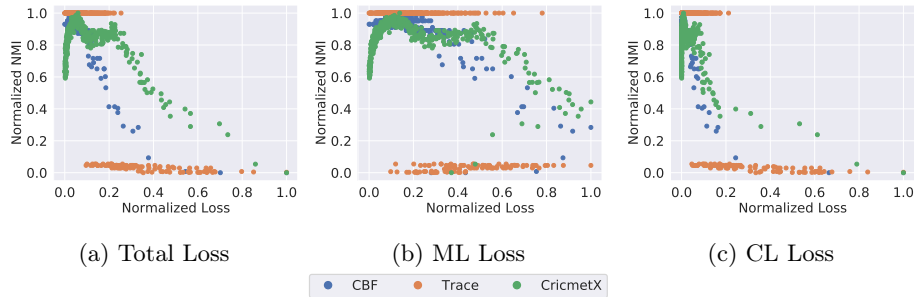 1.0
0.8
0.6
0.4
0.2
0.0
Normalized NMI
0.0 0.2 0.4 0.6 0.8 1.0
Normalized Loss
(a) Total Loss
1.0
0.8
0.6
0.4
0.2
0.0
Normalized NMI
0.0 0.2 0.4 0.6 0.8 1.0
Normalized Loss
(b) ML Loss
1.0
0.8
0.6
0.4
0.2
0.0
Normalized NMI
0.0 0.2 0.4 0.6 0.8 1.0
Normalized Loss
(c) CL Loss
CBF Trace CricmetX